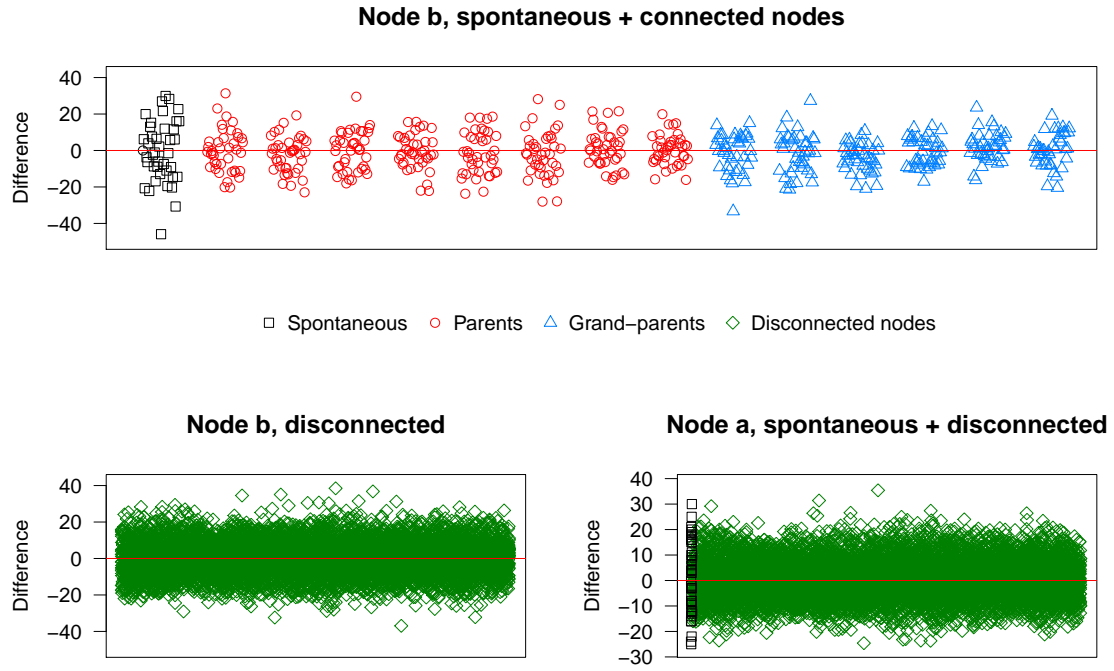 Node b, spontaneous + connected nodes
Difference
40
20
0
−20
−40
Spontaneous Parents Grand−parents Disconnected nodes
Node b, disconnected
Difference
40
20
0
−20
−40
Node a, spontaneous + disconnected
Difference
40
30
20
10
0
−10
−20
−30